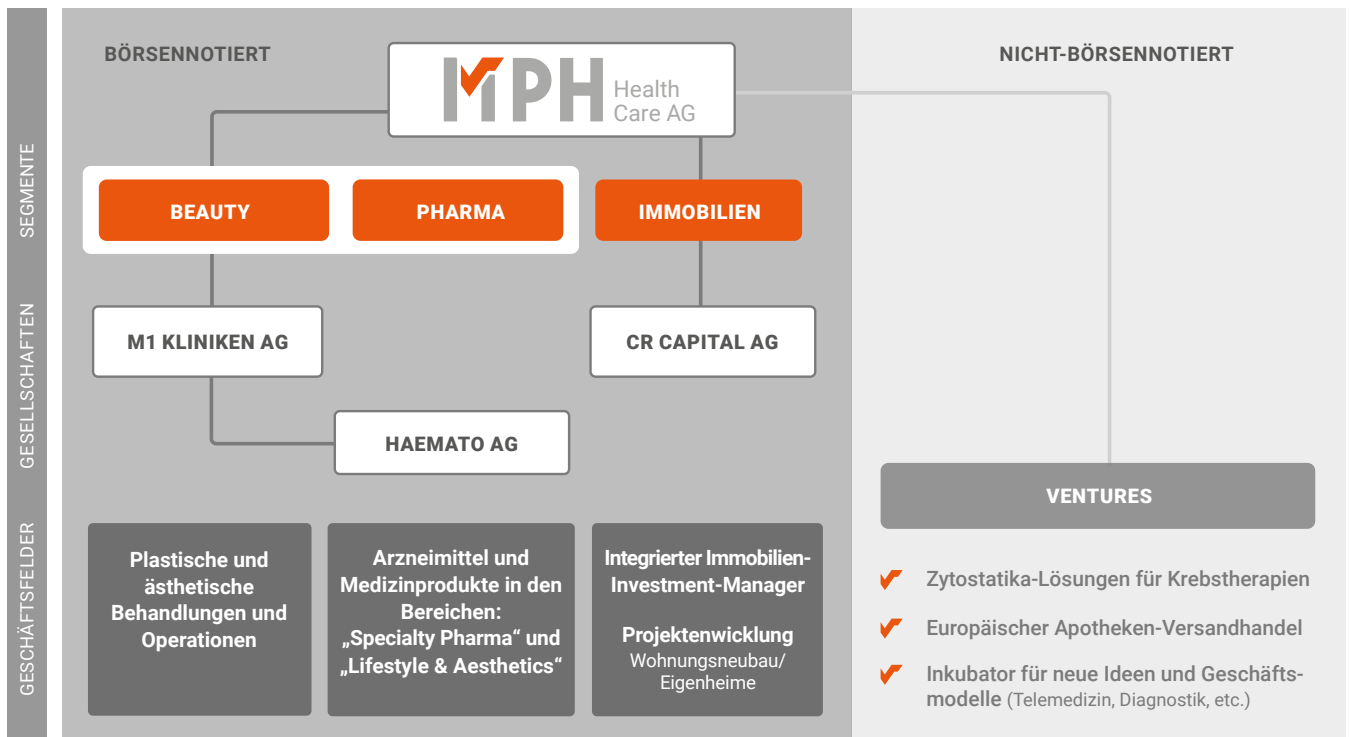 BÖRSENNOTIERT
NICHT-BÖRSENNOTIERT
MPH Health
Care AG
SEGMENTE
BEAUTY
PHARMA
IMMOBILIEN
GESELLSCHAFTEN
M1 KLINIKEN AG
CR CAPITAL AG
HAEMATO AG
VENTURES
GESCHÄFTSFELDER
Plastische und
ästhetische
Behandlungen und
Operationen
Arzneimittel und
Medizinprodukte in den
Bereichen:
„Specialty Pharma“ und
„Lifestyle & Aesthetics“
Integrierter Immobilien-
Investment-Manager
Projektenwicklung
Wohnungsneubau/
Eigenheime
Zytostatika-Lösungen für Krebstherapien
Europäischer Apotheken-Versandhandel
Inkubator für neue Ideen und Geschäfts-
modelle (Telemedizin, Diagnostik, etc.)